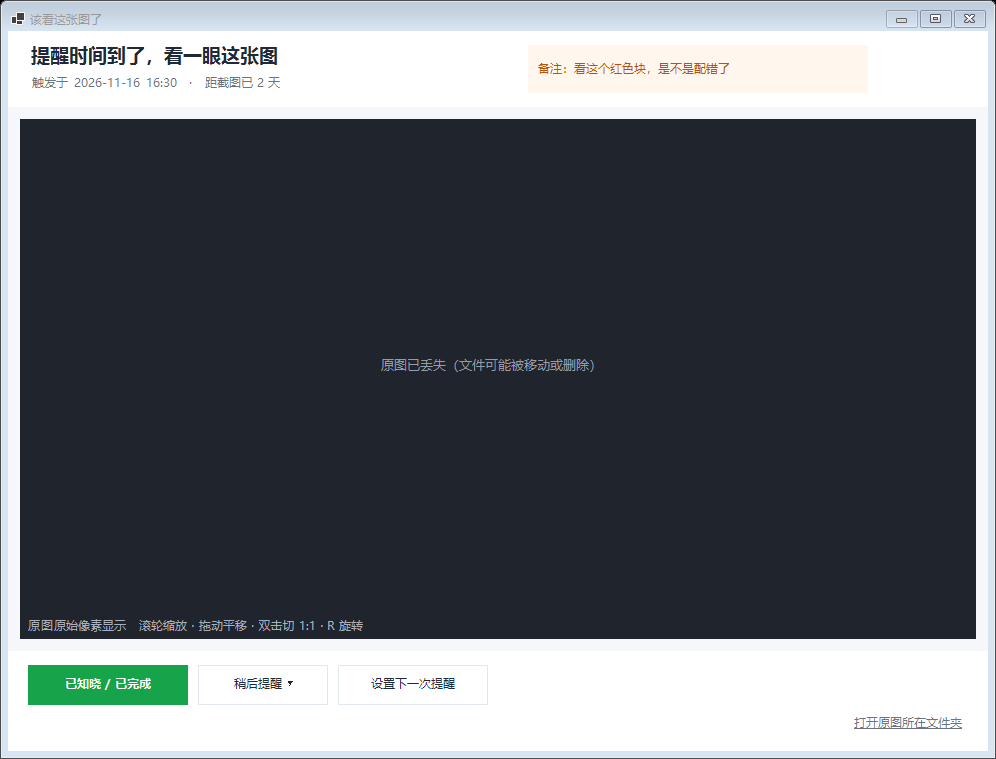 该看这张图了
提醒时间到了，看一眼这张图
触发于 2026-11-16 16:30 · 距截图已 2 天
备注：看这个红色块，是不是配错了
原图已丢失（文件可能被移动或删除）
原图原始像素显示 滚轮缩放 · 拖动平移 · 双击切 1:1 · R 旋转
已知晓 / 已完成
稍后提醒 ▾
设置下一次提醒
打开原图所在文件夹